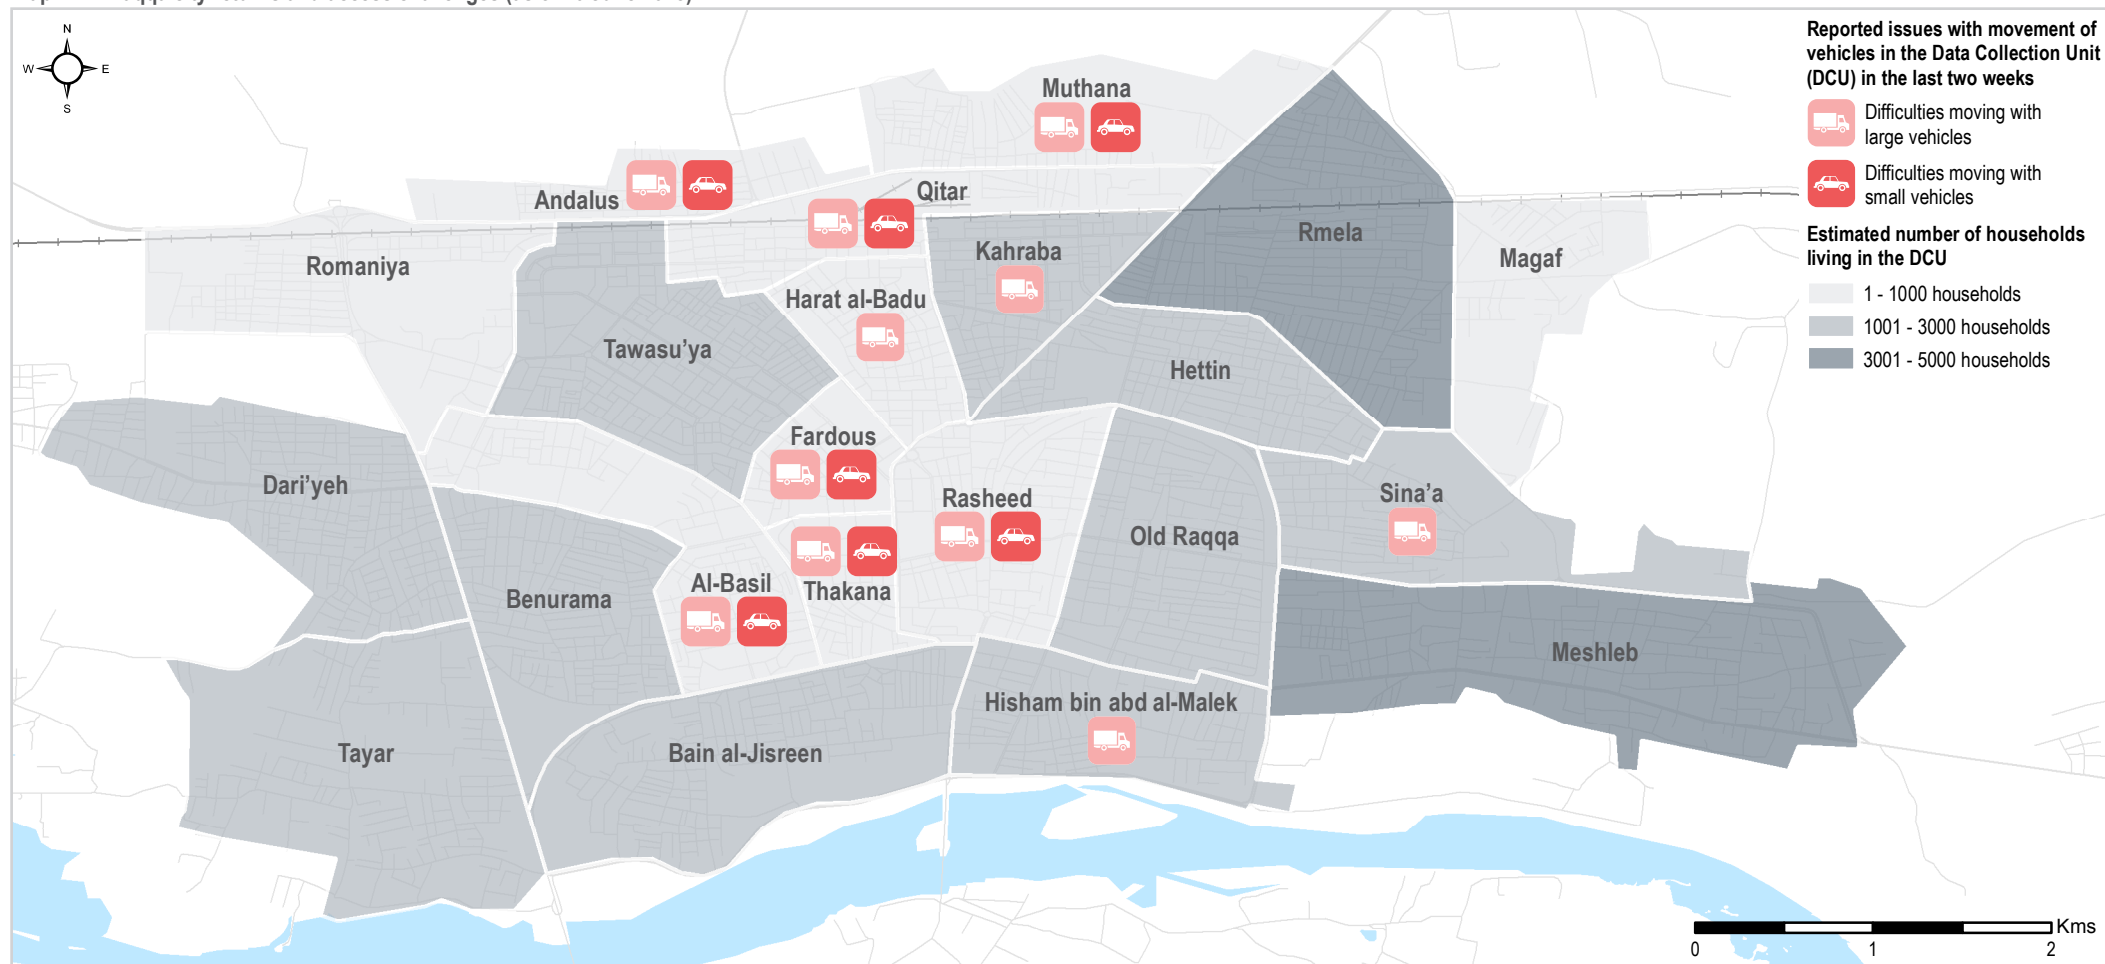 N
W
E
S
Muthana
Andalus
Qitar
Romaniya
Kahraba
Rmela
Magaf
Harat al-Badu
Tawasu'ya
Hettin
Fardous
Dari'yeh
Rasheed
Sina'a
Old Raqqa
Al-Basil
Thakana
Benurama
Meshleb
Hisham bin abd al-Malek
Tayar
Bain al-Jisreen
Reported issues with movement of
vehicles in the Data Collection Unit
(DCU) in the last two weeks
Difficulties moving with
large vehicles
Difficulties moving with
small vehicles
Estimated number of households
living in the DCU
1 - 1000 households
1001 - 3000 households
3001 - 5000 households
Kms
0 1 2